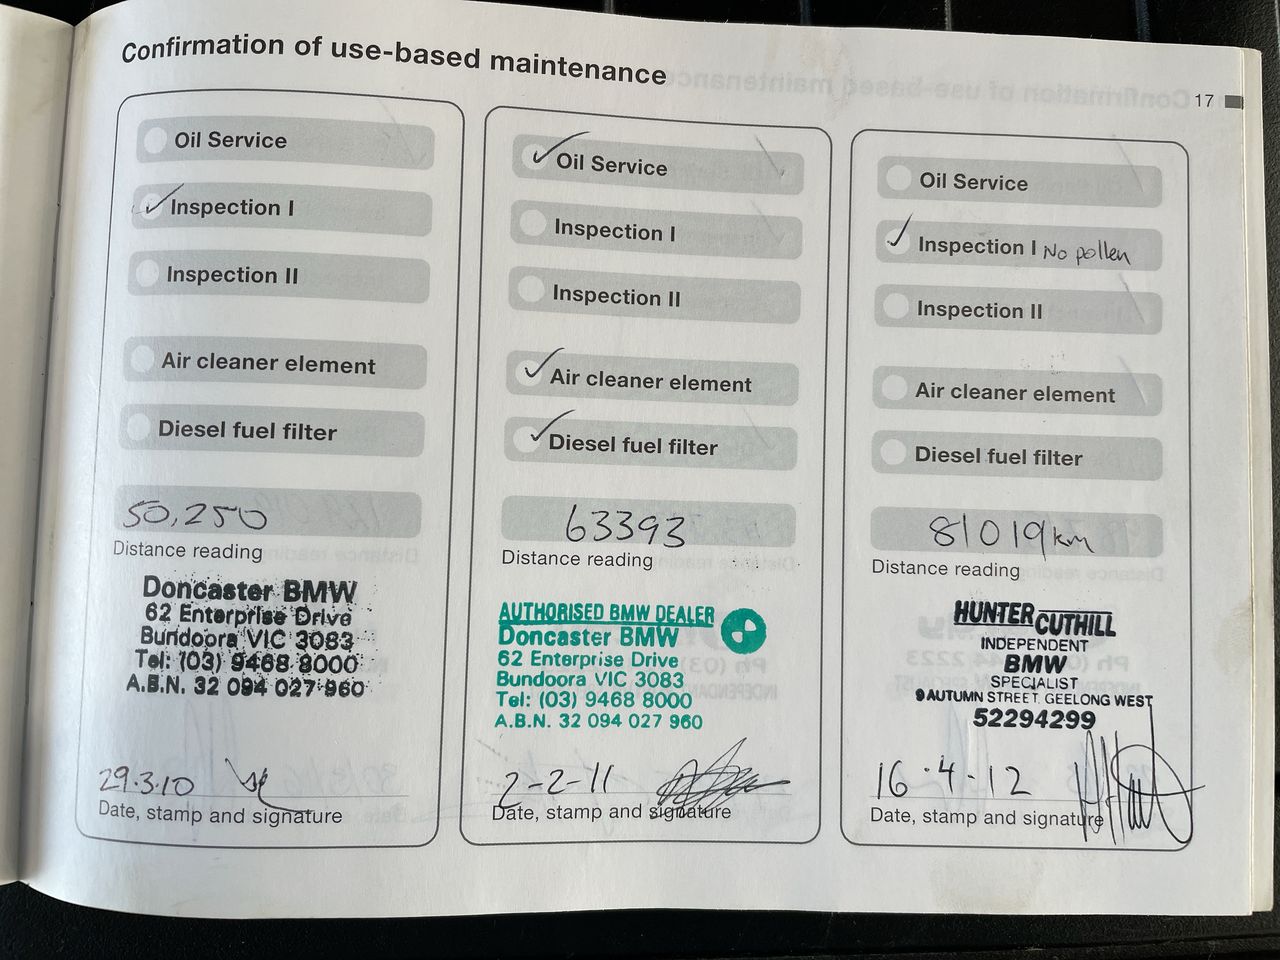 Confirmation of use-based maintenance
17
Oil Service
Inspection I
Inspection II
Air cleaner element
Diesel fuel filter
50,250
Distance reading
Doncaster BMW
62 Enterprise Drive
Bundoora VIC 3083
Tel: (03) 9468 8000
A.B.N. 32 094 027 960
29.3.10
Date, stamp and signature
Oil Service
Inspection I
Inspection II
Air cleaner element
Diesel fuel filter
63393
Distance reading
AUTHORISED BMW DEALER
Doncaster BMW
62 Enterprise Drive
Bundoora VIC 3083
Tel: (03) 9468 8000
A.B.N. 32 094 027 960
2-2-11
Date, stamp and signature
Oil Service
Inspection I No pollen
Inspection II
Air cleaner element
Diesel fuel filter
81019km
Distance reading
HUNTER CUTHILL
INDEPENDENT
BMW
SPECIALIST
9 AUTUMN STREET, GEELONG WEST
52294299
16.4-12
Date, stamp and signature